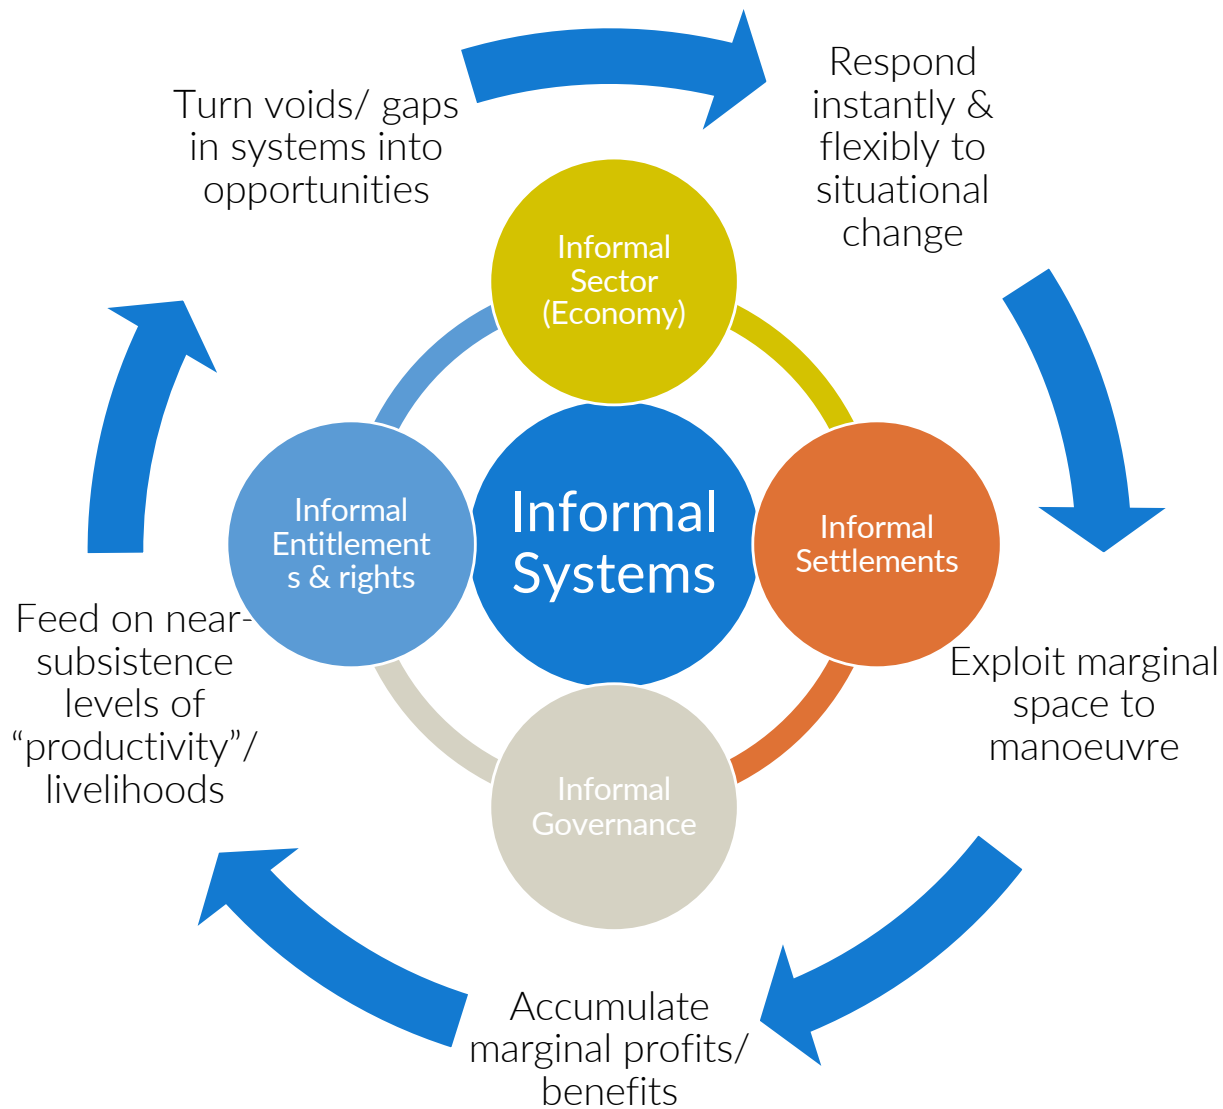 Turn voids/ gaps
in systems into
opportunities
Respond
instantly &
flexibly to
situational
change
Informal
Sector
(Economy)
Informal
Entitlement
s & rights
Informal
Systems
Informal
Settlements
Informal
Governance
Feed on near-
subsistence
levels of
“productivity”/
livelihoods
Exploit marginal
space to
manoeuvre
Accumulate
marginal profits/
benefits